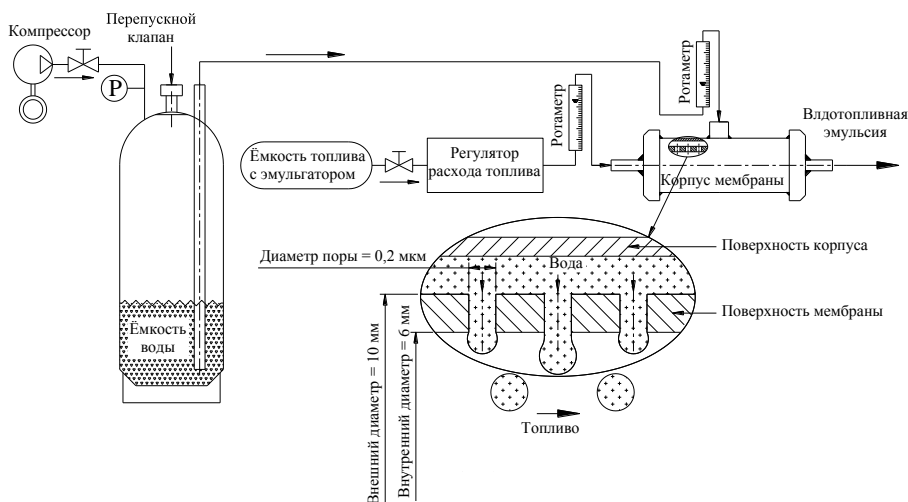 Компрессор
Перепускной
клапан
P
Ротаметр
Ротаметр
Влдотопливная
эмульсия
Ёмкость топлива
с эмульгатором
Регулятор
расхода топлива
Корпус мембраны
Диаметр поры = 0,2 мкм
Вода
Поверхность корпуса
Поверхность мембраны
Ёмкость
воды
Внешний диаметр = 10 мм
Внутренний диаметр = 6 мм
Топливо